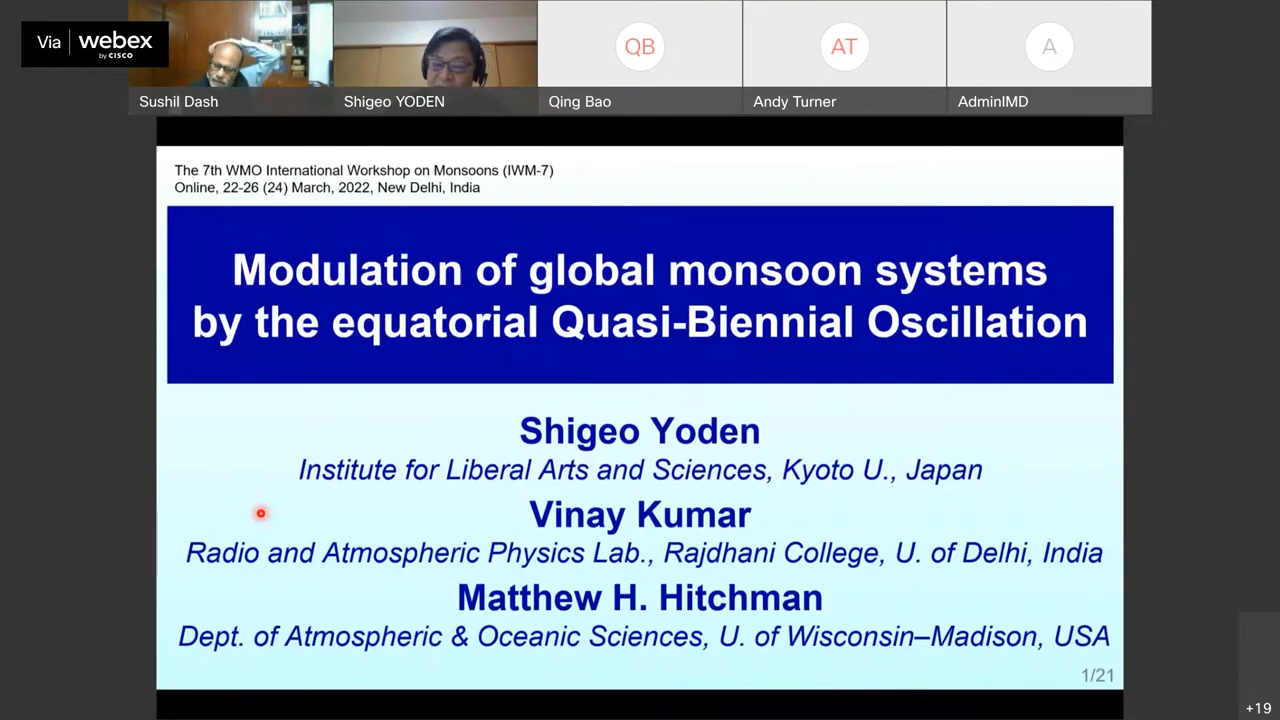 Via webex
by CISCO
Sushil Dash
Shigeo YODEN
QB
Qing Bao
AT
Andy Turner
A
AdminIMD
The 7th WMO International Workshop on Monsoons (IWM-7)
Online, 22-26 (24) March, 2022, New Delhi, India
Modulation of global monsoon systems
by the equatorial Quasi-Biennial Oscillation
Shigeo Yoden
Institute for Liberal Arts and Sciences, Kyoto U., Japan
Vinay Kumar
Radio and Atmospheric Physics Lab., Rajdhani College, U. of Delhi, India
Matthew H. Hitchman
Dept. of Atmospheric & Oceanic Sciences, U. of Wisconsin–Madison, USA
1/21
+19